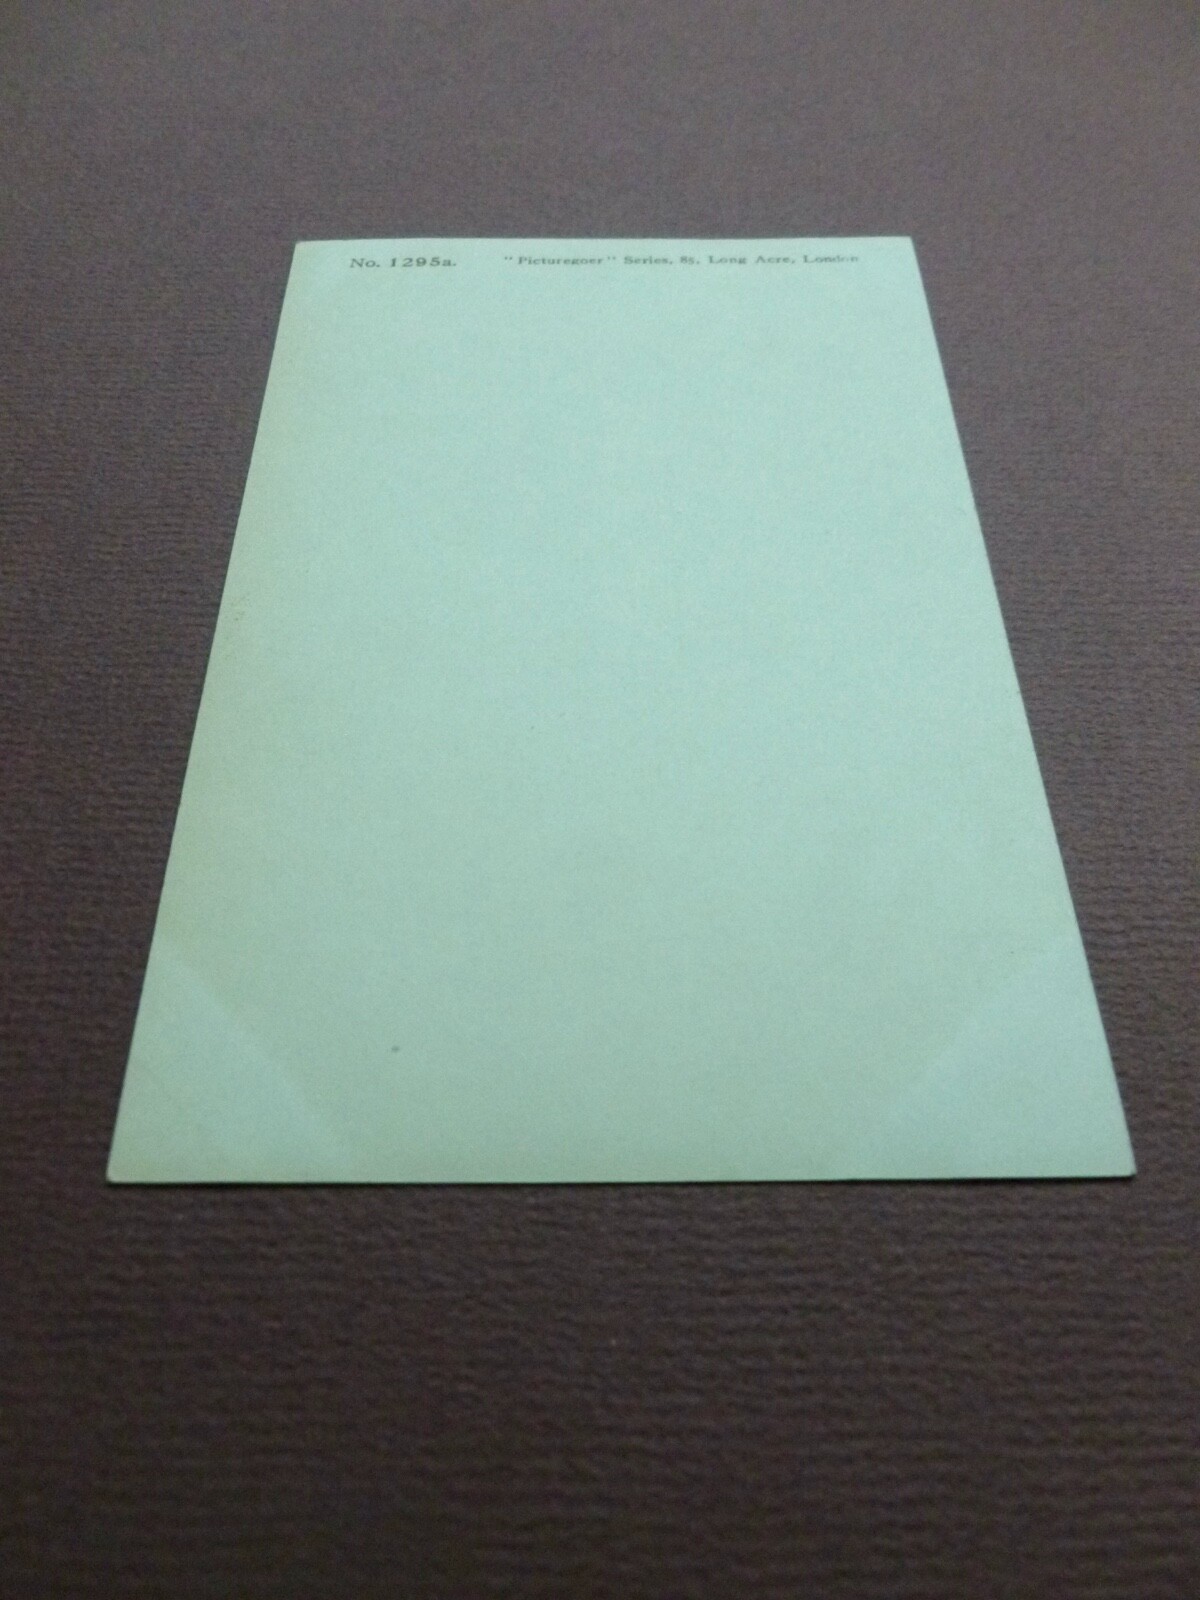 No. 1295a. "Picturegoer" Series, 85, Long Acre, London